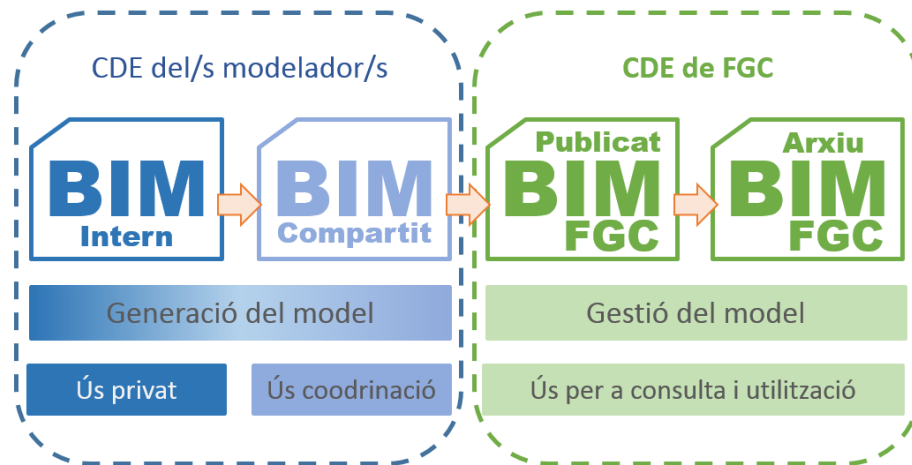 CDE del/s modelador/s
BIM
Intern
BIM
Compartit
Generació del model
Ús privat
Ús coodrinació
CDE de FGC
Publicat
BIM
FGC
Arxiu
BIM
FGC
Gestió del model
Ús per a consulta i utilització